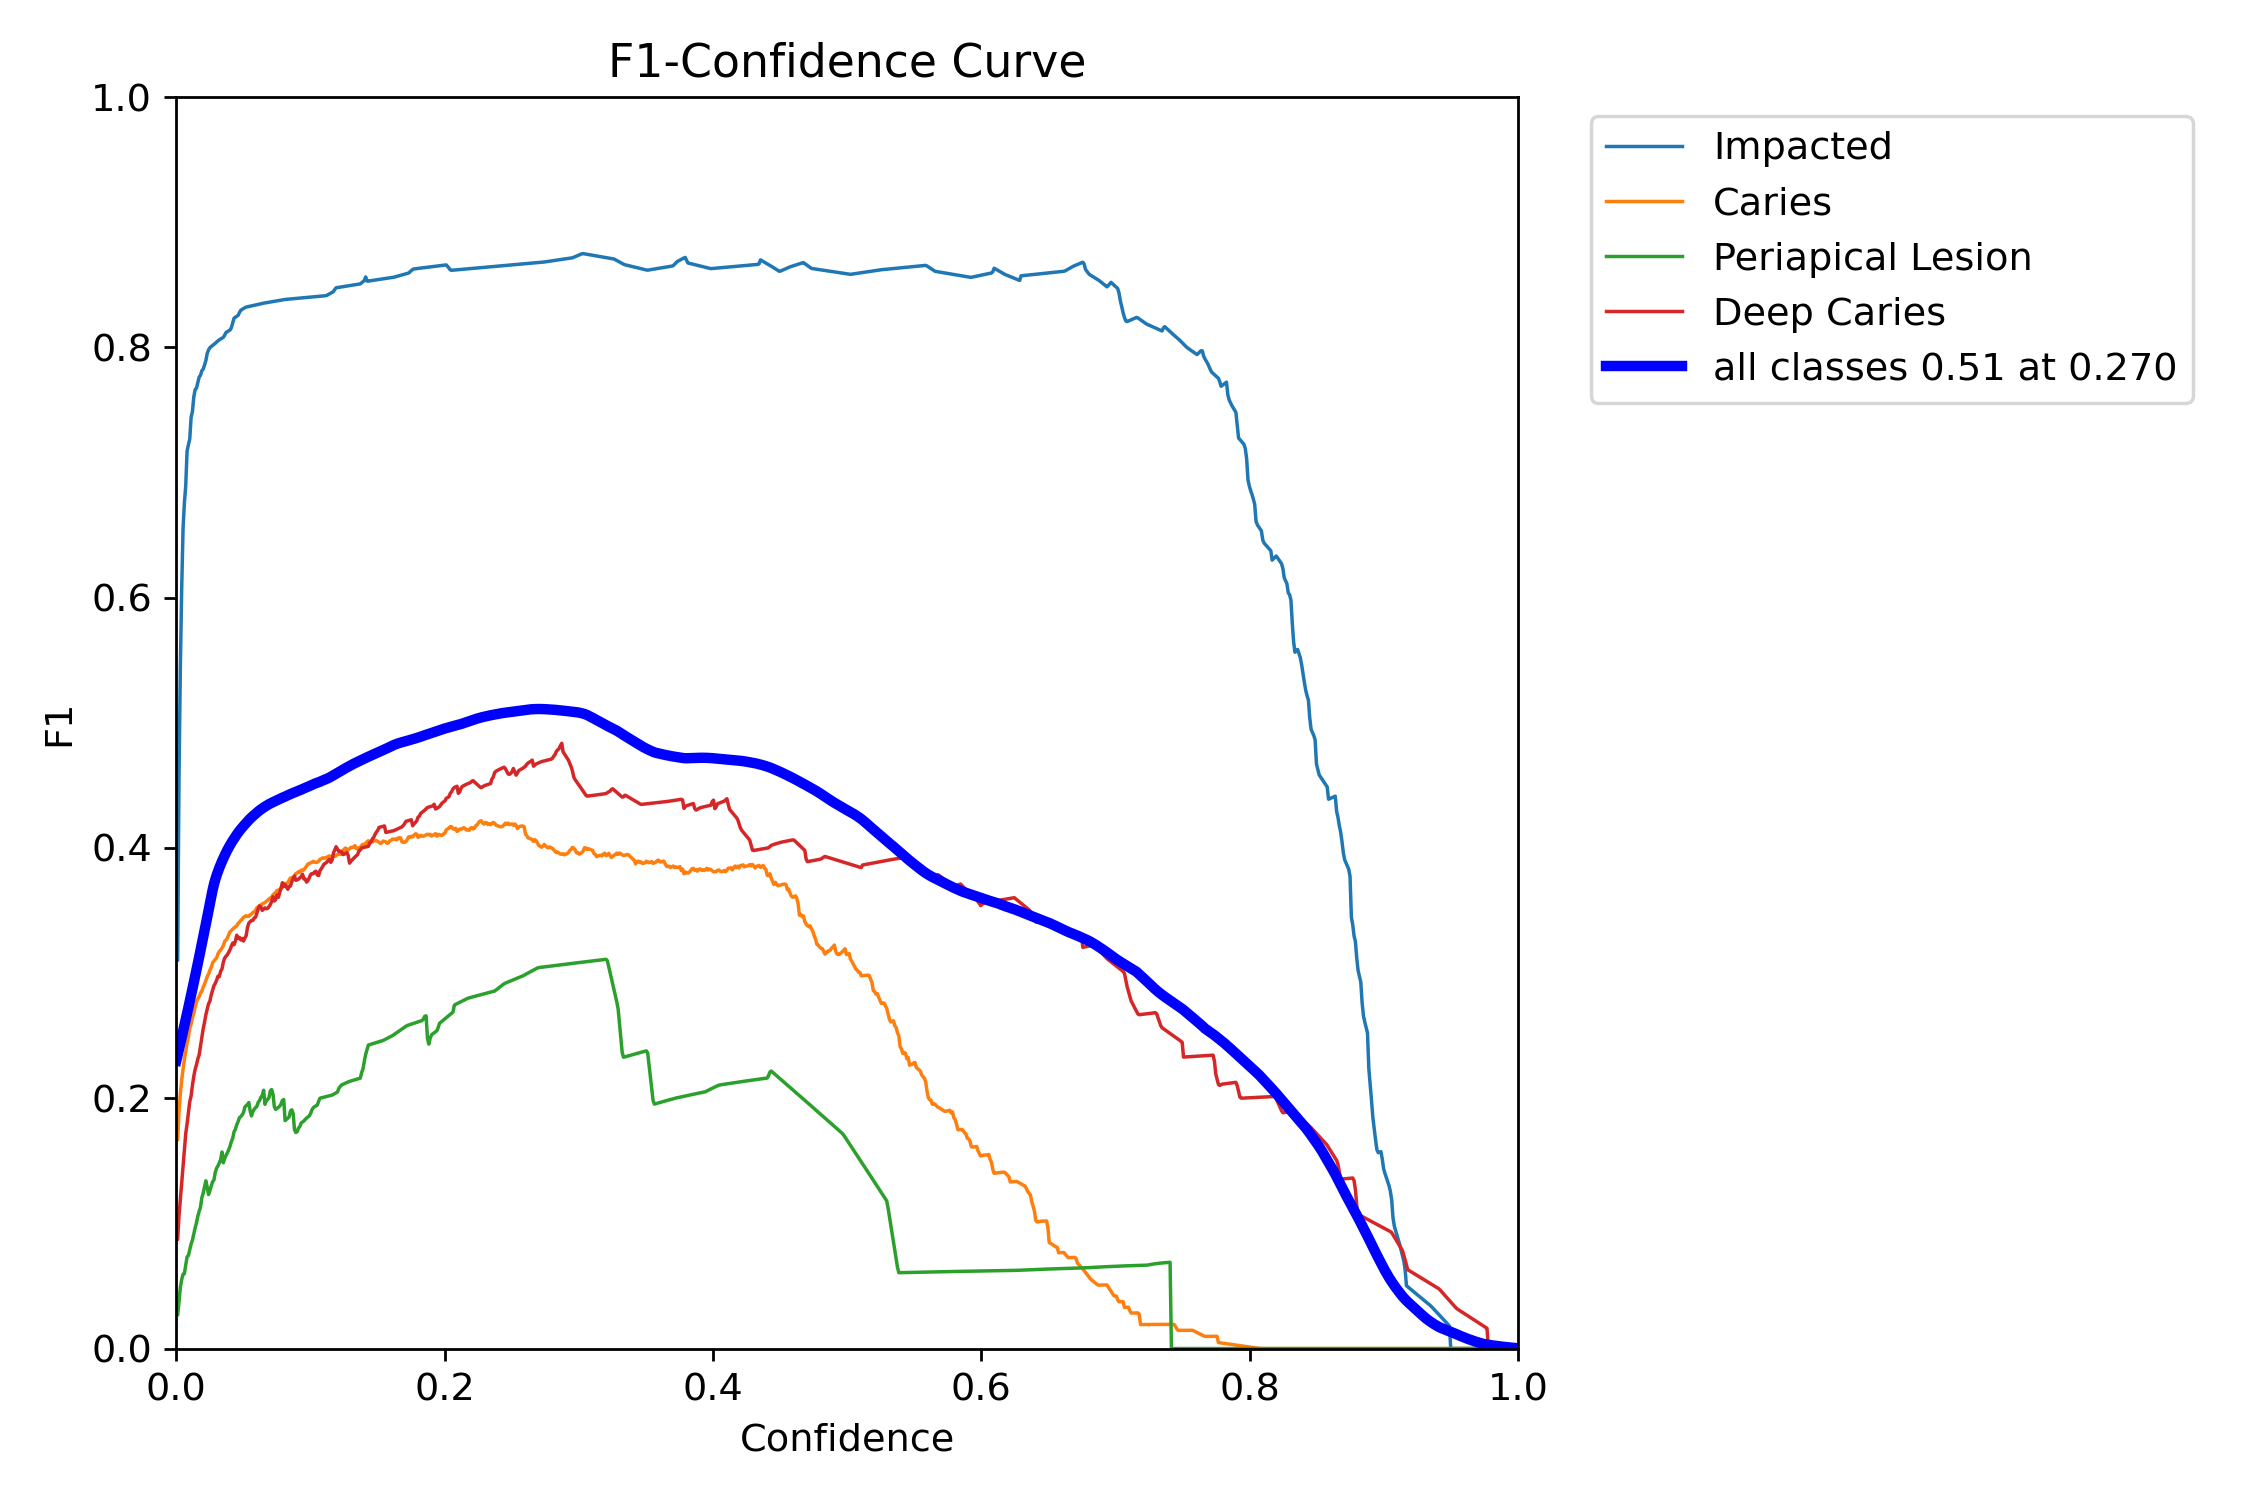 F1-Confidence Curve
1.0
0.8
0.6
0.4
0.2
0.0
F1
0.0 0.2 0.4 0.6 0.8 1.0
Confidence
Impacted
Caries
Periapical Lesion
Deep Caries
all classes 0.51 at 0.270